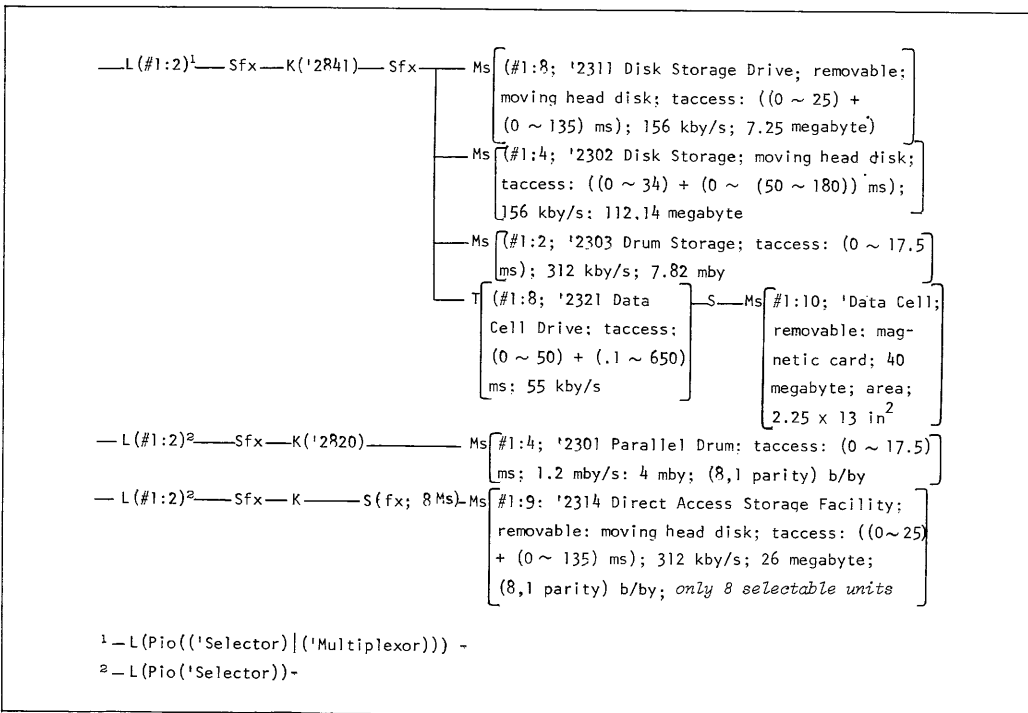 —L(#1:2)¹— Sfx—K('2841)—Sfx— Ms (#1:8; '2311 Disk Storage Drive; removable;
moving head disk; taccess: ((0 ~ 25) +
(0 ~ 135) ms); 156 kby/s; 7.25 megabyte)
Ms (#1:4; '2302 Disk Storage; moving head disk;
taccess: ((0 ~ 34) + (0 ~ (50 ~ 180)) ms);
156 kby/s: 112.14 megabyte
Ms (#1:2; '2303 Drum Storage; taccess: (0 ~ 17.5
ms); 312 kby/s; 7.82 mby
T (#1:8; '2321 Data —S—Ms #1:10; 'Data Cell;
Cell Drive: taccess; removable: mag-
(0 ~ 50) + (.1 ~ 650) netic card; 40
ms: 55 kby/s megabyte; area;
2.25 x 13 in²
—L(#1:2)²—Sfx—K('2820)— Ms #1:4; '2301 Parallel Drum: taccess: (0 ~ 17.5)
ms; 1.2 mby/s: 4 mby; (8,1 parity) b/by
—L(#1:2)²—Sfx—K—S(fx; 8 Ms)—Ms #1:9: '2314 Direct Access Storage Facility;
removable: moving head disk; taccess: ((0~25)
+ (0 ~ 135) ms); 312 kby/s; 26 megabyte;
(8,1 parity) b/by; only 8 selectable units
¹ —L(Pio(('Selector)|('Multiplexor))) -
² —L(Pio('Selector))-